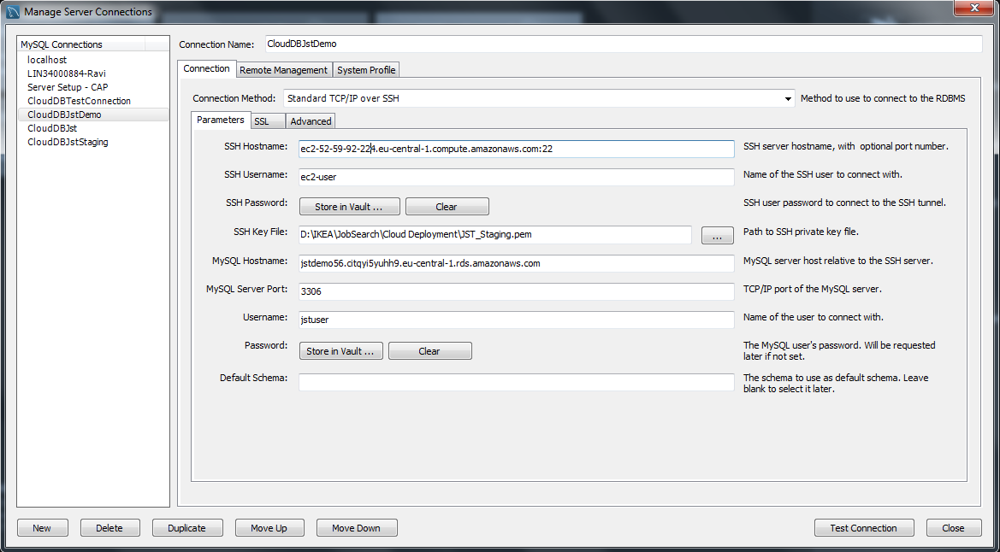 Manage Server Connections
MySQL Connections
localhost
LIN34000884-Ravi
Server Setup - CAP
CloudDBTestConnection
CloudDBJstDemo
CloudDBJst
CloudDBJstStaging
Connection Name: CloudDBJstDemo
Connection Remote Management System Profile
Connection Method: Standard TCP/IP over SSH Method to use to connect to the RDBMS
Parameters SSL Advanced
SSH Hostname: ec2-52-59-92-224.eu-central-1.compute.amazonaws.com:22 SSH server hostname, with optional port number.
SSH Username: ec2-user Name of the SSH user to connect with.
SSH Password: Store in Vault ... Clear SSH user password to connect to the SSH tunnel.
SSH Key File: D:\IKEA\JobSearch\Cloud Deployment\JST_Staging.pem ... Path to SSH private key file.
MySQL Hostname: jstdemo56.citqyi5yuhh9.eu-central-1.rds.amazonaws.com MySQL server host relative to the SSH server.
MySQL Server Port: 3306 TCP/IP port of the MySQL server.
Username: jstuser Name of the user to connect with.
Password: Store in Vault ... Clear The MySQL user's password. Will be requested
later if not set.
Default Schema: The schema to use as default schema. Leave
blank to select it later.
New Delete Duplicate Move Up Move Down Test Connection Close